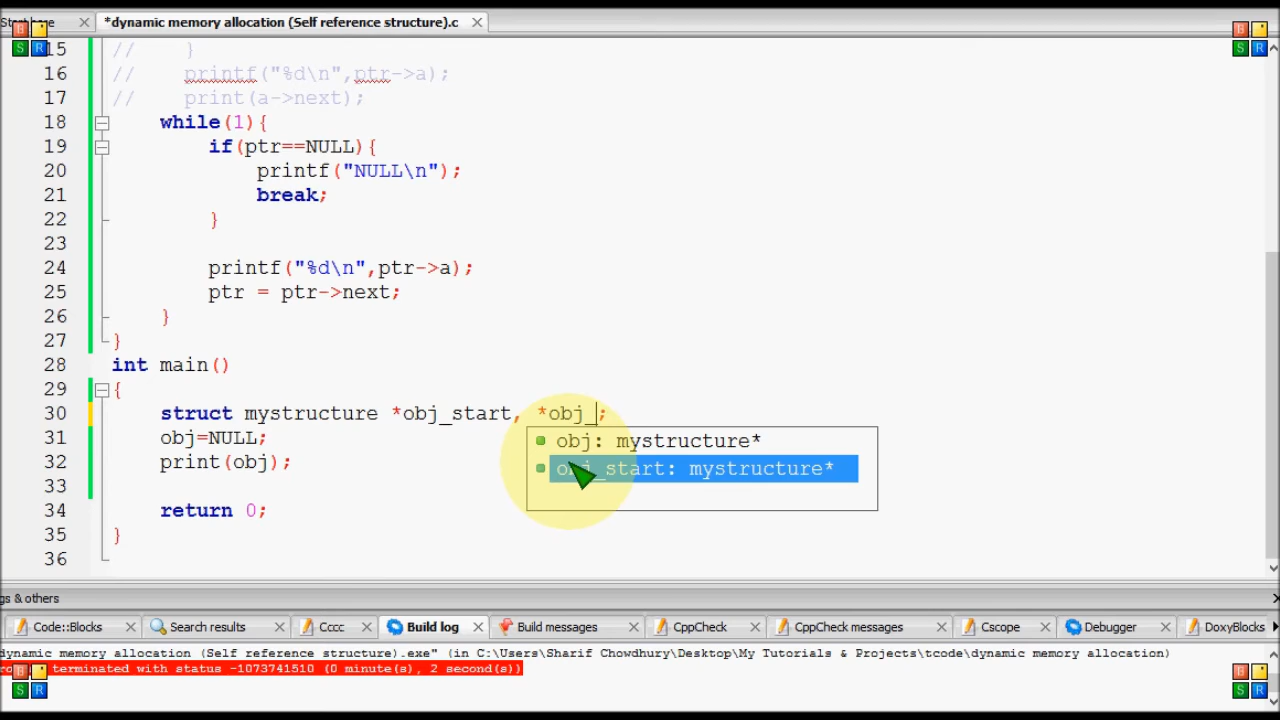 Start here
*dynamic memory allocation (Self reference structure).c
B
S R
B
S R
15 // }
16 // printf("%d\n",ptr->a);
17 // print(a->next);
18 while(1){
19 if(ptr==NULL){
20 printf("NULL\n");
21 break;
22 }
23
24 printf("%d\n",ptr->a);
25 ptr = ptr->next;
26 }
27 }
28 int main()
29 {
30 struct mystructure *obj_start, *obj_;
31 obj=NULL;
obj: mystructure*
32 print(obj);
obj_start: mystructure*
33
34 return 0;
35 }
36
gs & others
Code::Blocks Search results Cccc Build log Build messages CppCheck CppCheck messages Cscope Debugger DoxyBlocks
dynamic memory allocation (Self reference structure).exe" (in C:\Users\Sharif Chowdhury\Desktop\My Tutorials & Projects\tcode\dynamic memory allocation)
terminated with status -1073741510 (0 minute(s), 2 second(s))
B
S R
B
S R